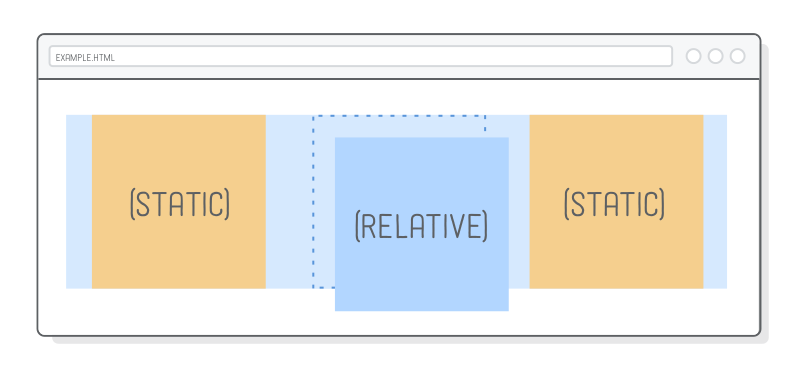 EXAMPLE.HTML
(STATIC)
(RELATIVE)
(STATIC)